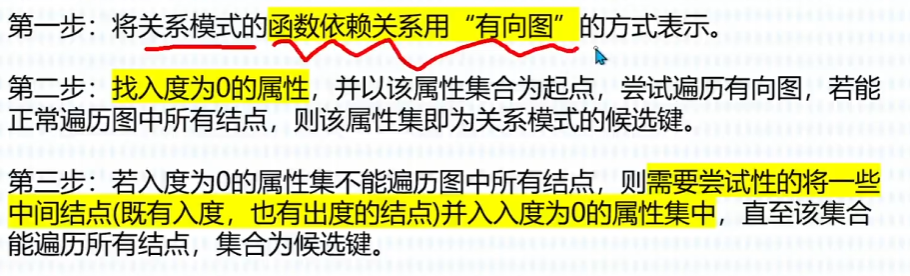 第一步：将关系模式的函数依赖关系用“有向图”的方式表示。
第二步：找入度为0的属性，并以该属性集合为起点，尝试遍历有向图，若能
正常遍历图中所有结点，则该属性集即为关系模式的候选键。
第三步：若入度为0的属性集不能遍历图中所有结点，则需要尝试性的将一些
中间结点(既有入度，也有出度的结点)并入入度为0的属性集中，直至该集合
能遍历所有结点，集合为候选键。